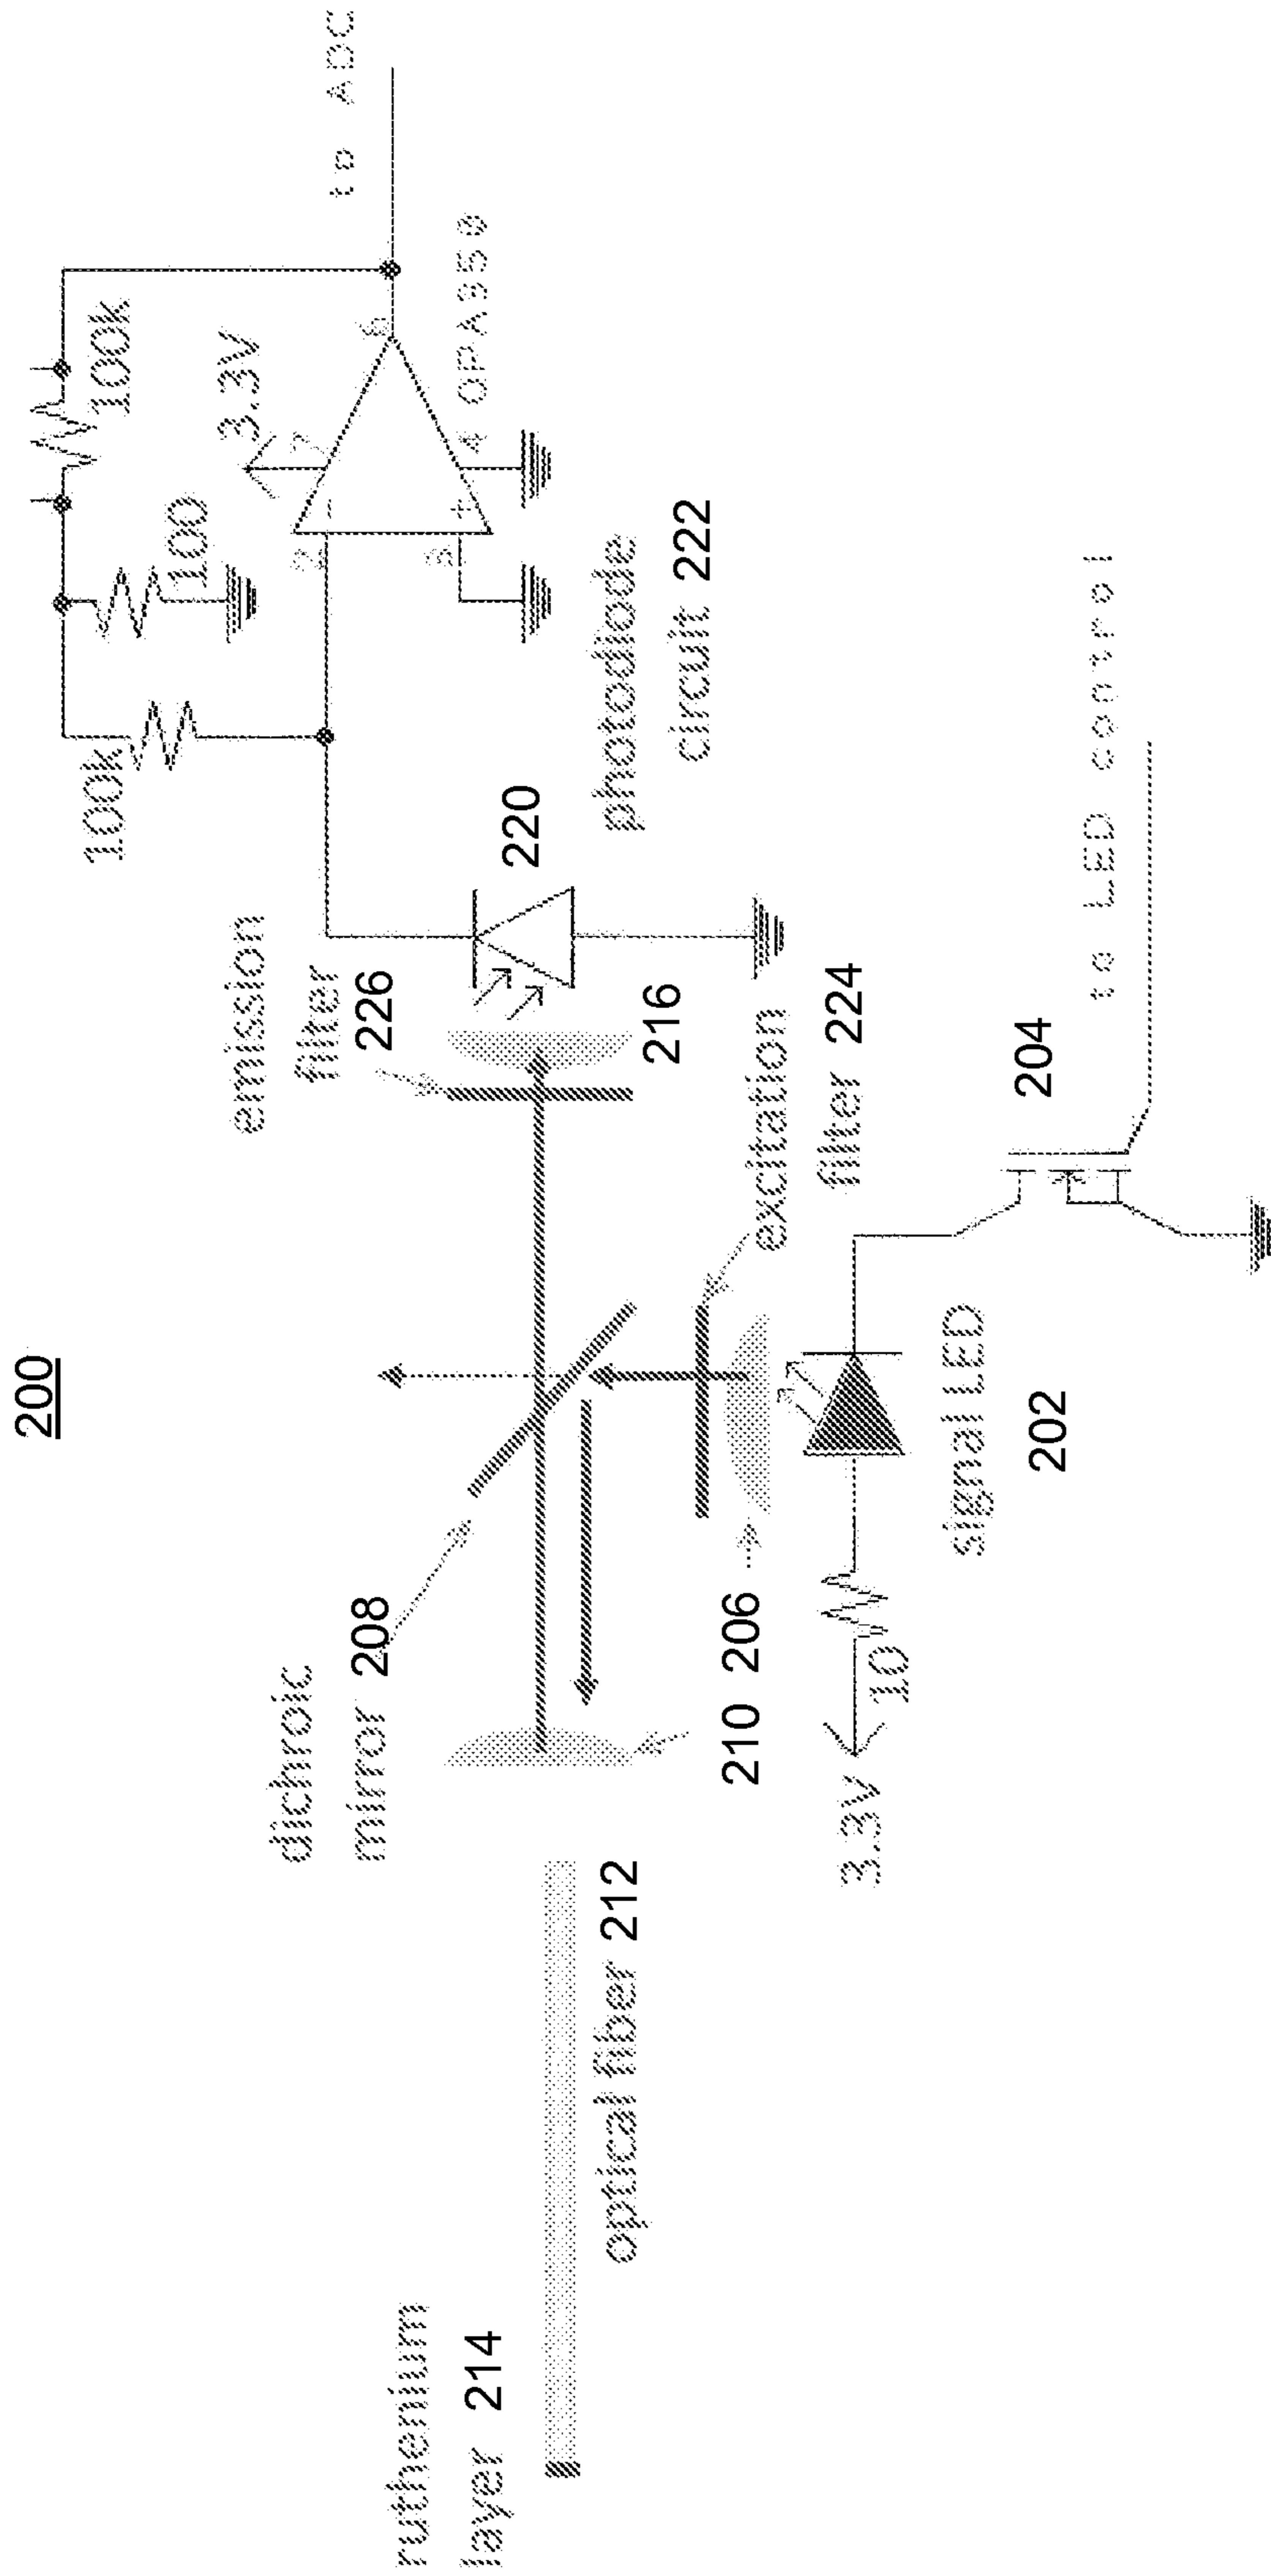 200
ruthenium
layer 214
optical fiber 212
dichroic
mirror 208
210 206
emission
filter
226
216
220
excitation
filter 224
signal LED
202
204
3.3V
10
to LED control
photodiode
circuit 222
100k
100
100k
3.3V
2
-
7
3
+
4
6
OPA350
to ADC